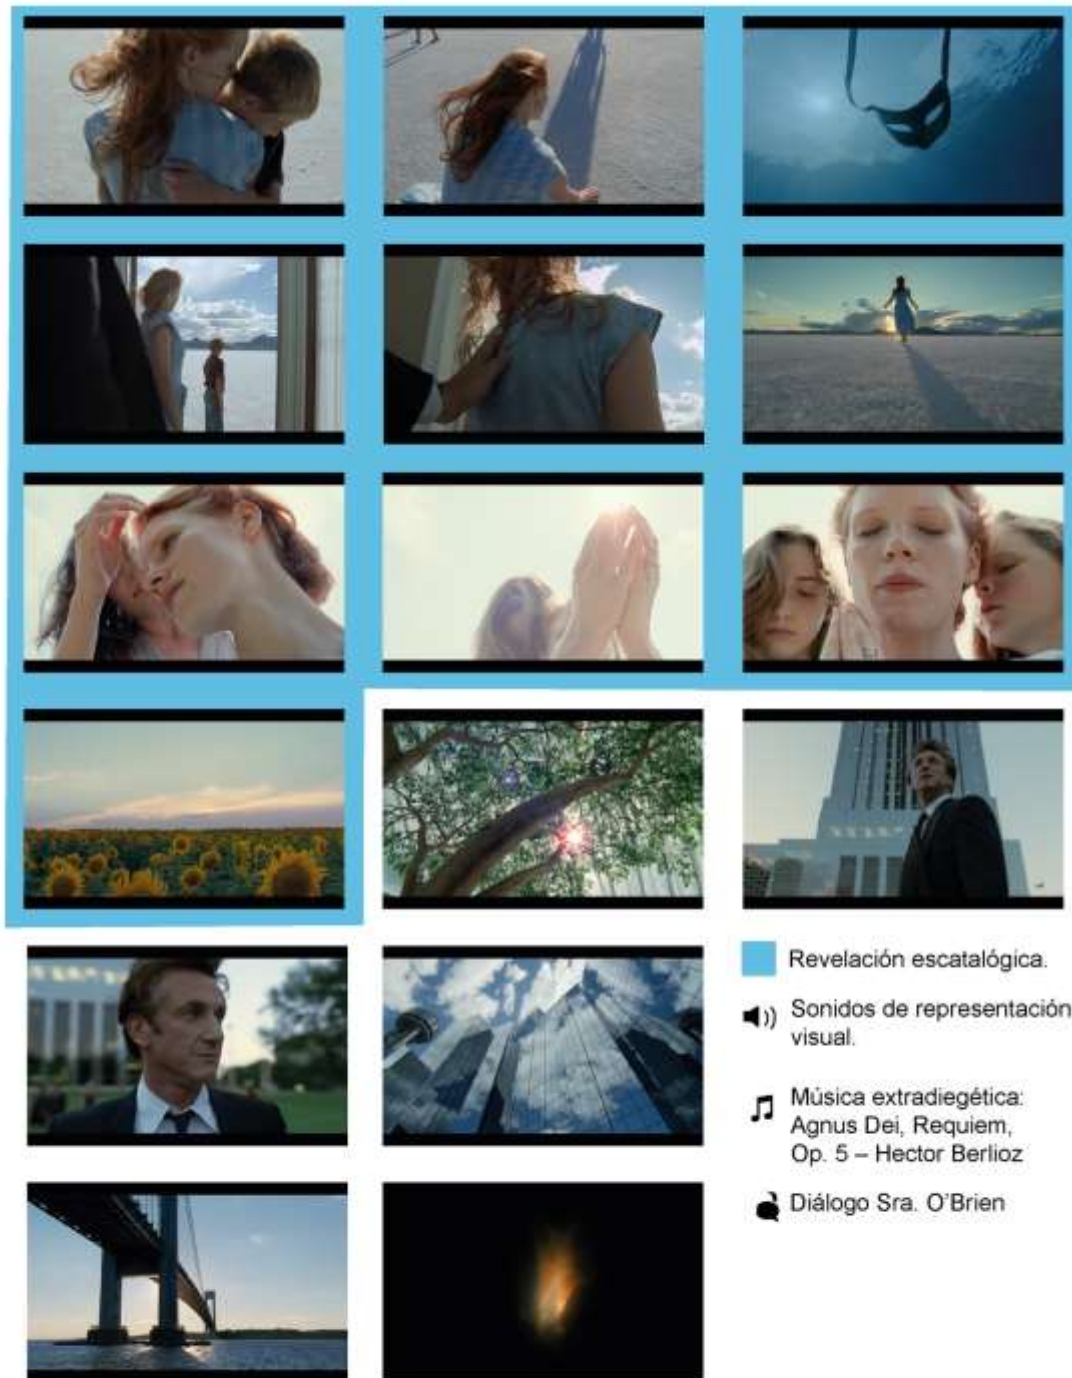 Revelación escatalógica.
Sonidos de representación
visual.
Música extradiegética:
Agnus Dei, Requiem,
Op. 5 – Hector Berlioz
Diálogo Sra. O’Brien